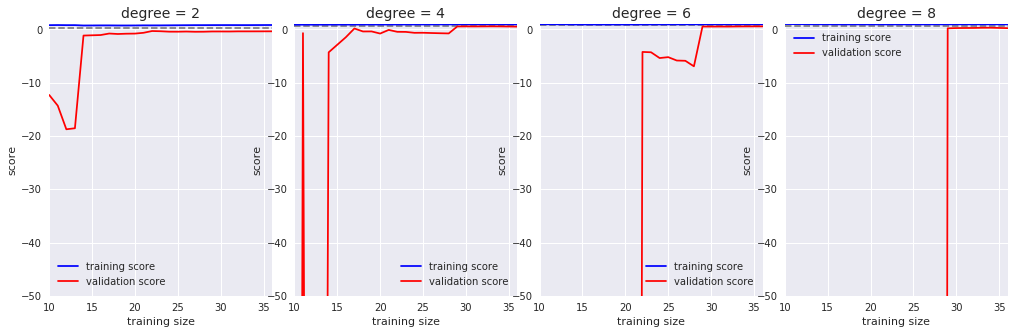 degree = 2
degree = 4
degree = 6
degree = 8
0
−10
−20
−30
−40
−50
score
10 15 20 25 30 35
training size
training score
validation score
0
−10
−20
−30
−40
−50
score
10 15 20 25 30 35
training size
training score
validation score
0
−10
−20
−30
−40
−50
score
10 15 20 25 30 35
training size
training score
validation score
0
−10
−20
−30
−40
−50
score
10 15 20 25 30 35
training size
training score
validation score